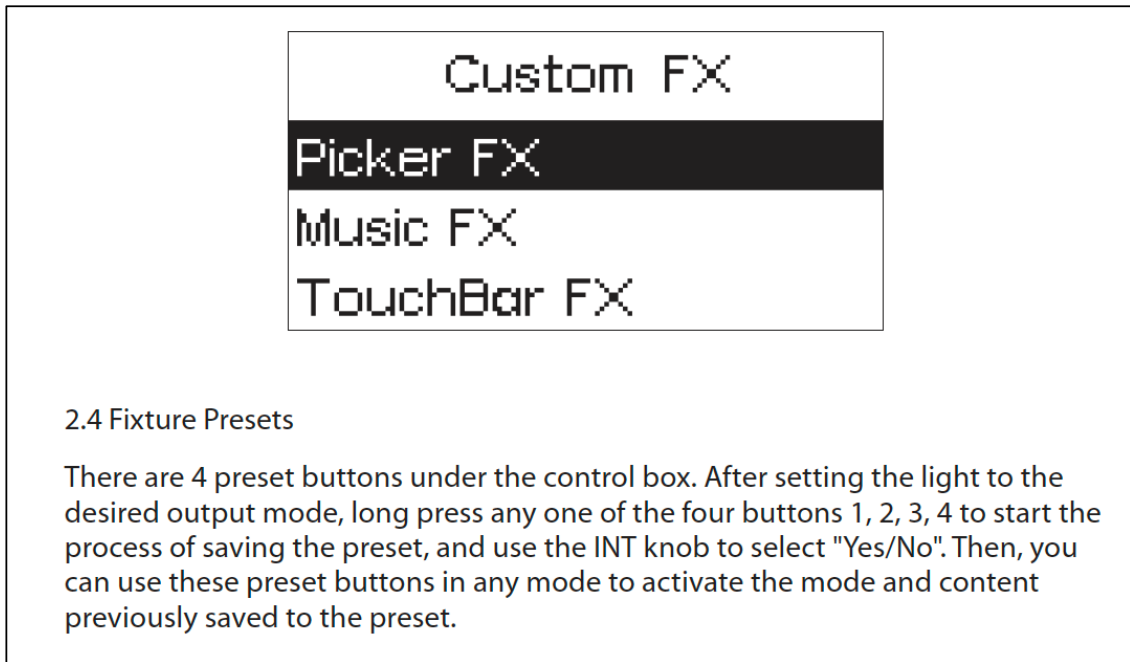 Custom FX
Picker FX
Music FX
TouchBar FX
2.4 Fixture Presets
There are 4 preset buttons under the control box. After setting the light to the
desired output mode, long press any one of the four buttons 1, 2, 3, 4 to start the
process of saving the preset, and use the INT knob to select "Yes/No". Then, you
can use these preset buttons in any mode to activate the mode and content
previously saved to the preset.